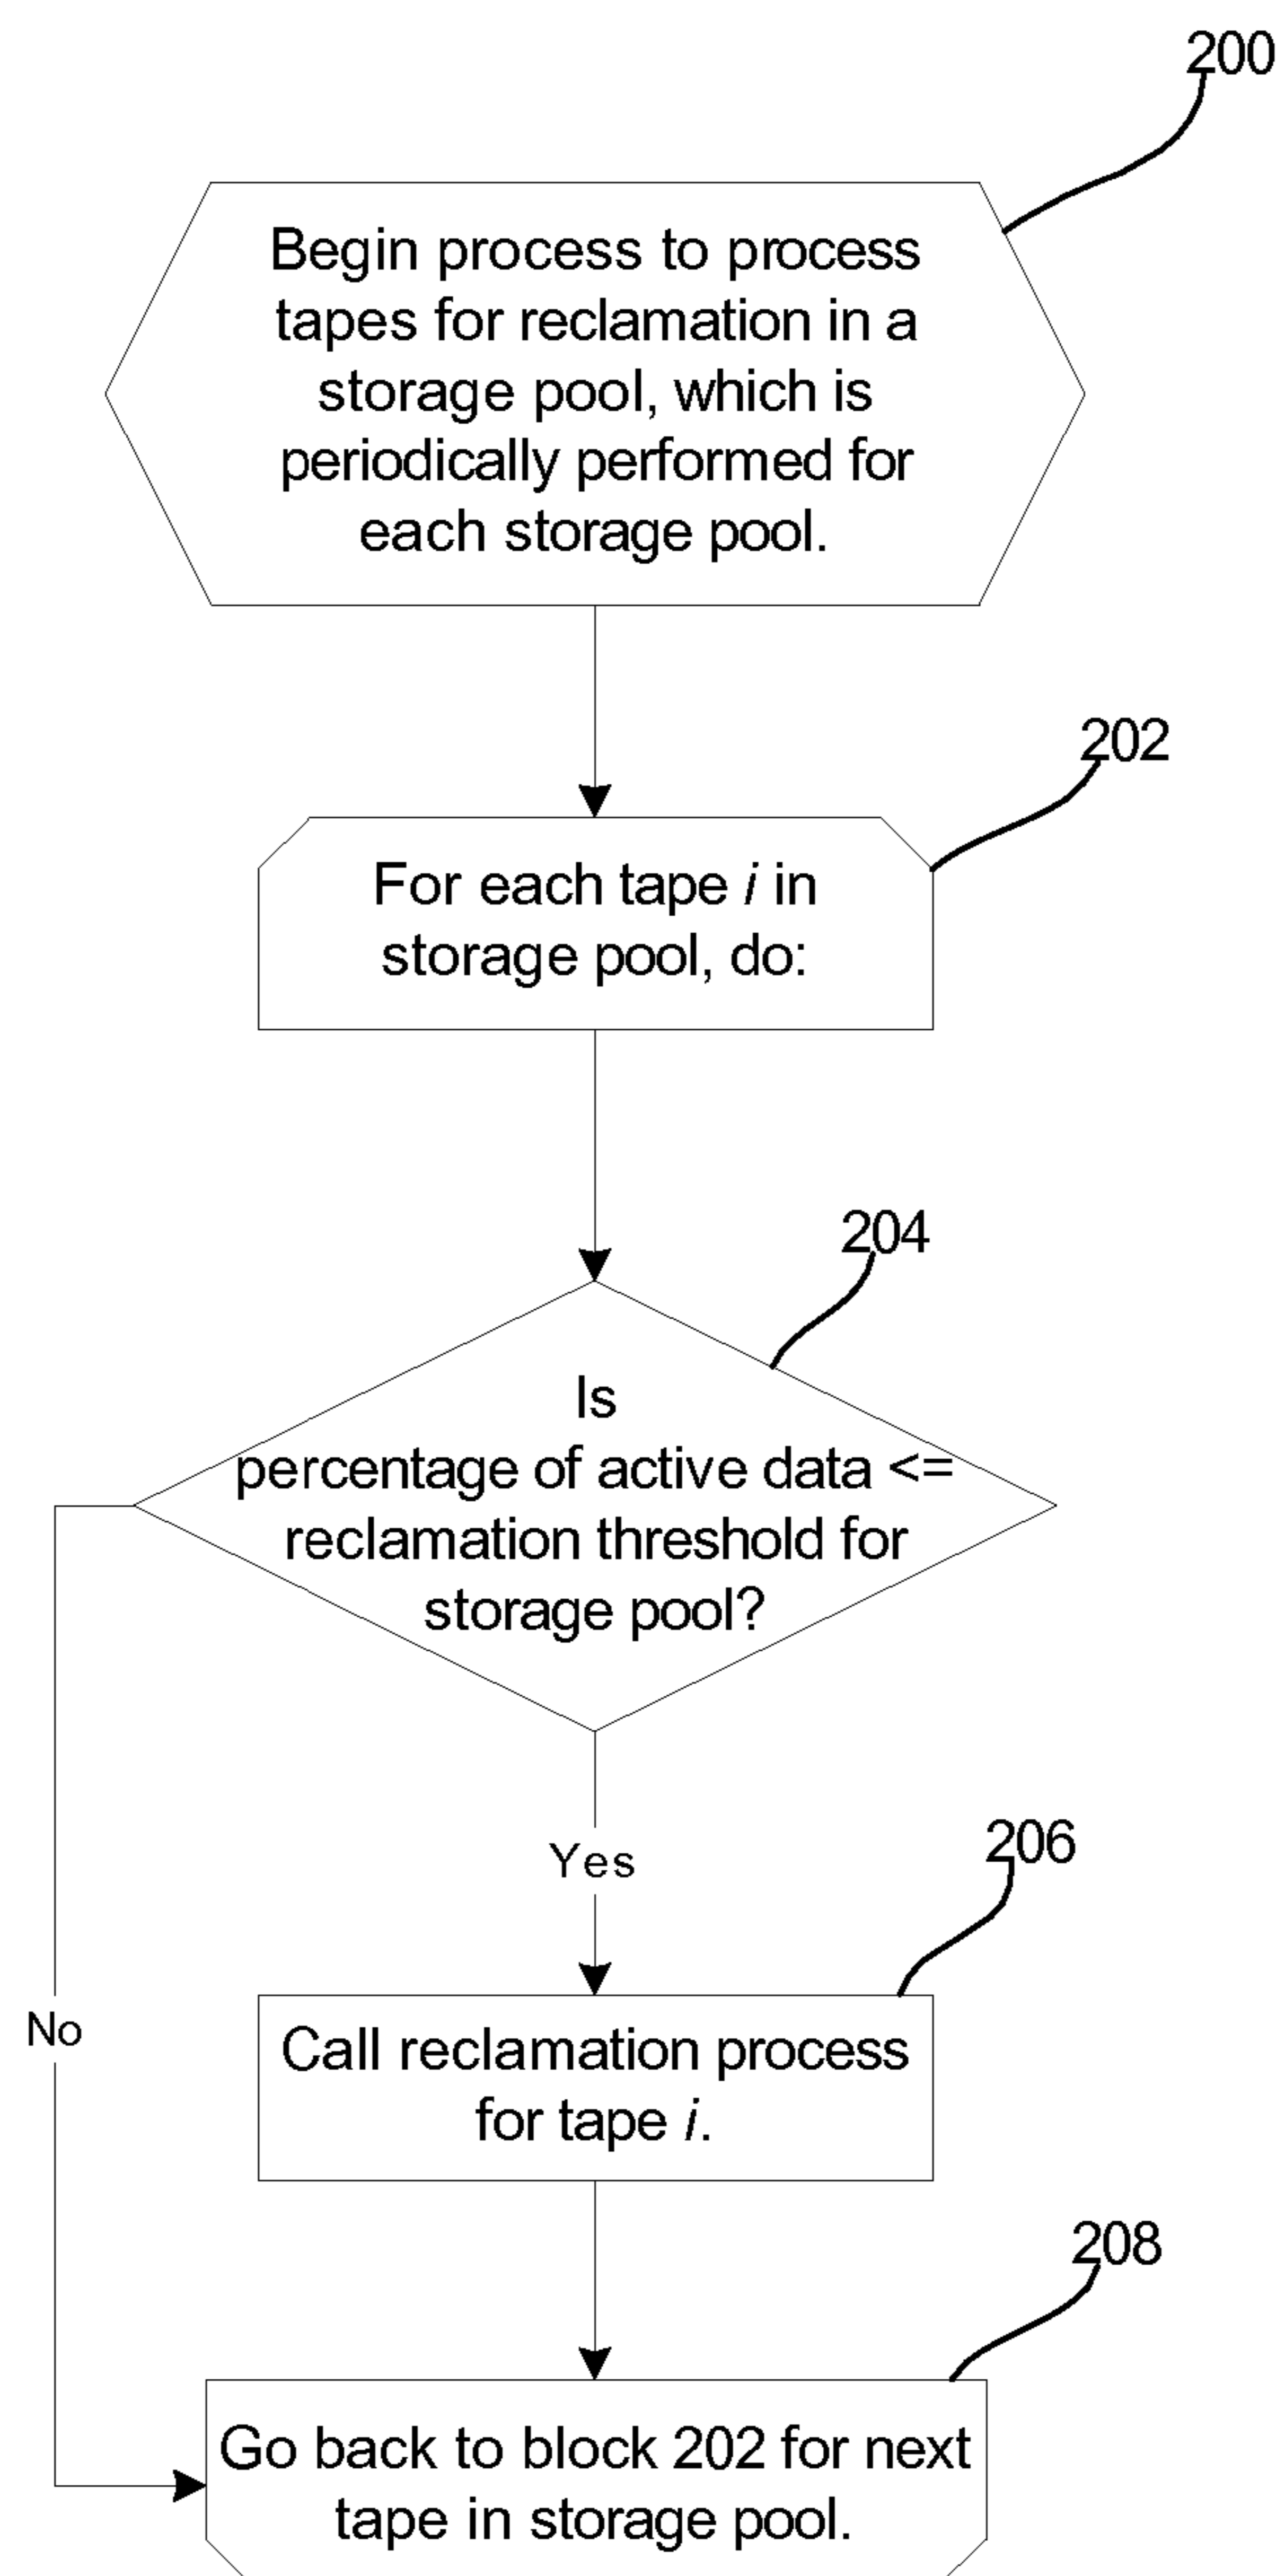 200
Begin process to process
tapes for reclamation in a
storage pool, which is
periodically performed for
each storage pool.
202
For each tape i in
storage pool, do:
204
Is
percentage of active data <=
reclamation threshold for
storage pool?
Yes
206
No
Call reclamation process
for tape i.
208
Go back to block 202 for next
tape in storage pool.